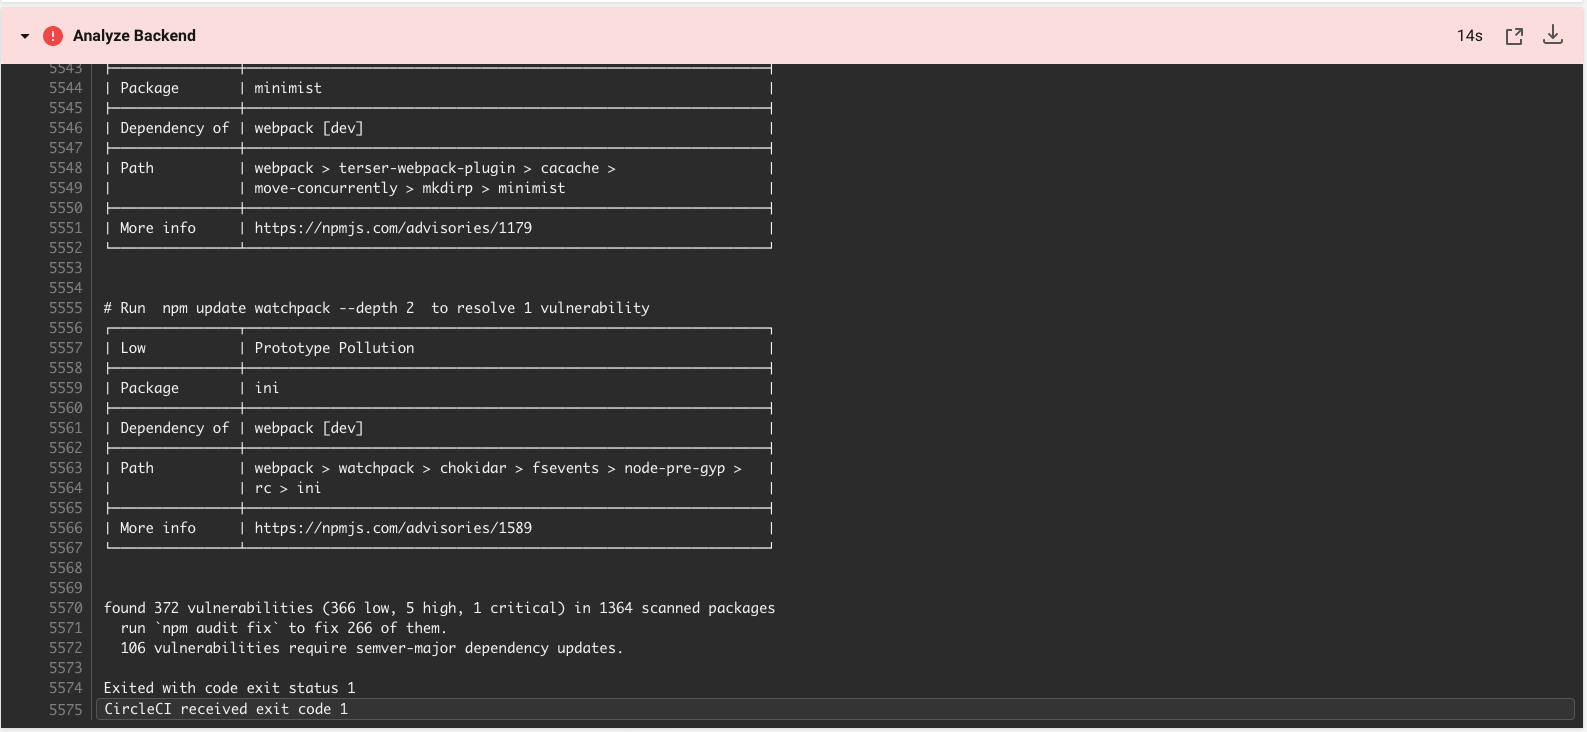 Analyze Backend 14s
5543
5544 | Package | minimist |
5545
5546 | Dependency of | webpack [dev] |
5547
5548 | Path | webpack > terser-webpack-plugin > cacache > |
5549 | | move-concurrently > mkdirp > minimist |
5550
5551 | More info | https://npmjs.com/advisories/1179 |
5552
5553
5554
5555 # Run  npm update watchpack --depth 2  to resolve 1 vulnerability
5556
5557 | Low | Prototype Pollution |
5558
5559 | Package | ini |
5560
5561 | Dependency of | webpack [dev] |
5562
5563 | Path | webpack > watchpack > chokidar > fsevents > node-pre-gyp > |
5564 | | rc > ini |
5565
5566 | More info | https://npmjs.com/advisories/1589 |
5567
5568
5569
5570 found 372 vulnerabilities (366 low, 5 high, 1 critical) in 1364 scanned packages
5571 run `npm audit fix` to fix 266 of them.
5572 106 vulnerabilities require semver-major dependency updates.
5573
5574 Exited with code exit status 1
5575 CircleCI received exit code 1